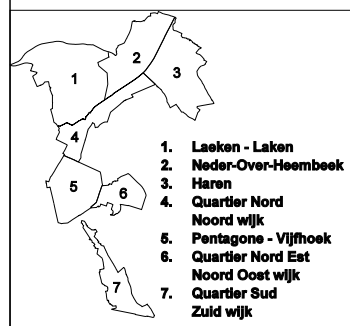 1
2
3
4
5
6
7
1. Laeken - Laken
2. Neder-Over-Heembeek
3. Haren
4. Quartier Nord
Noord wijk
5. Pentagone - Vijfhoek
6. Quartier Nord Est
Noord Oost wijk
7. Quartier Sud
Zuid wijk